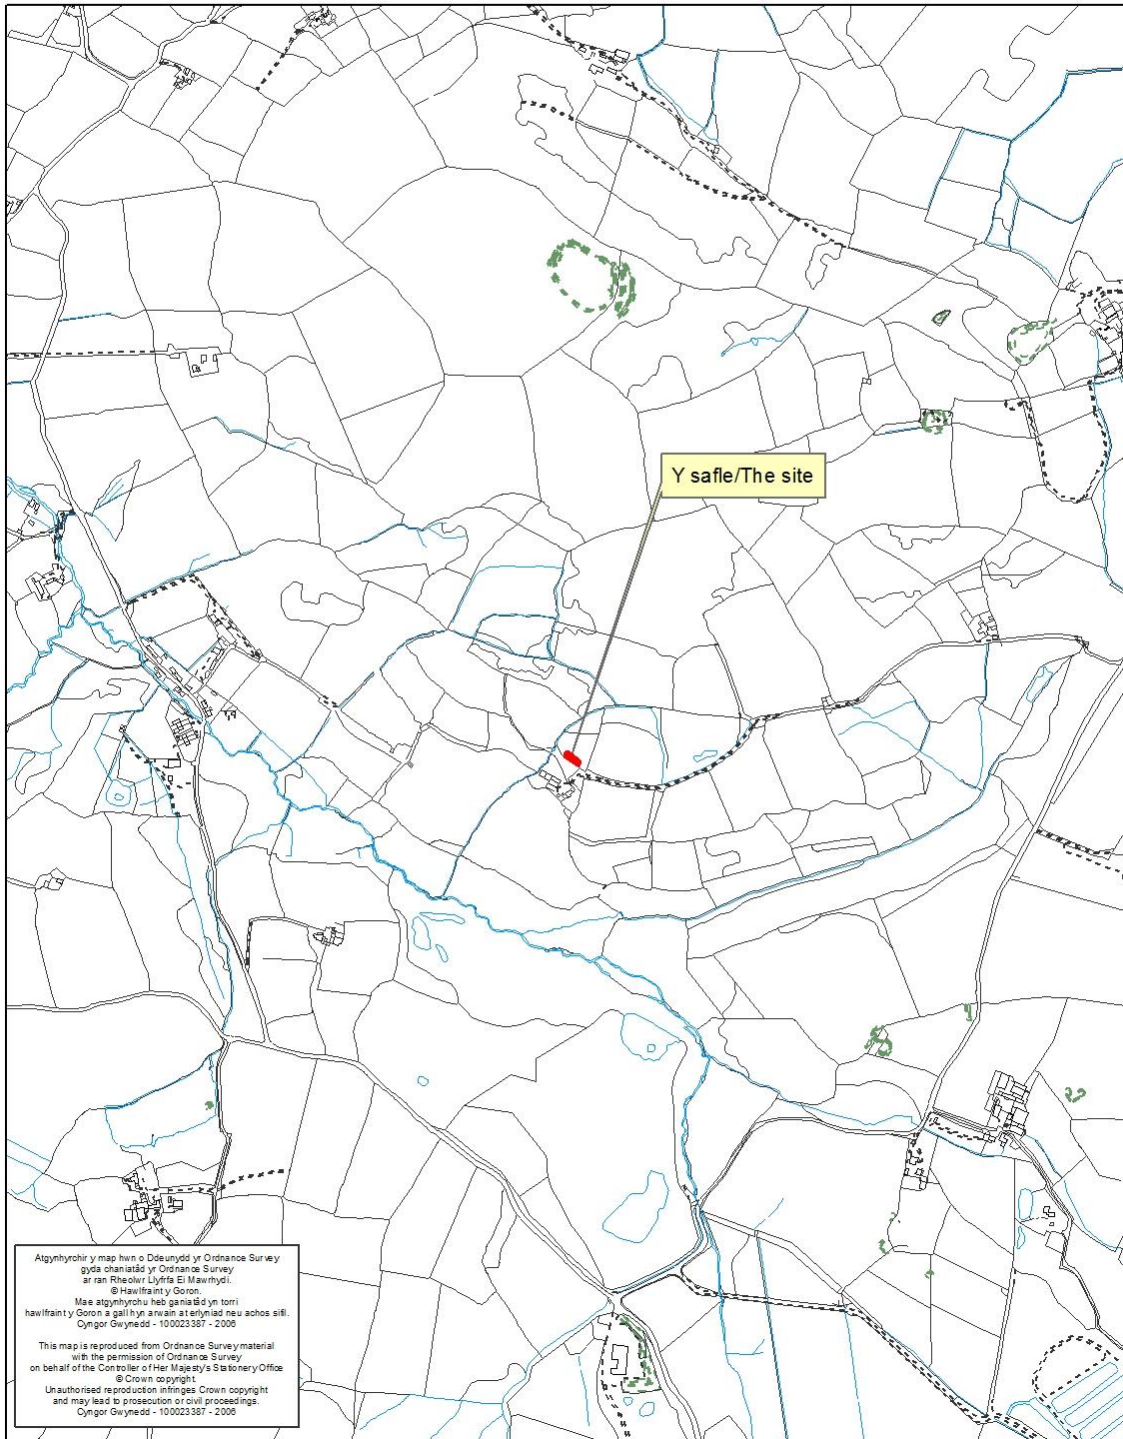 Y safle/The site
Atgynhyrchir y map hwn o Ddeunydd yr Ordnance Survey
gyda chaniatâd yr Ordnance Survey
ar ran Rheolwr Llyfrfa Ei Mawrhydi.
© Hawlfraint y Goron.
Mae atgynhyrchu heb ganiatâd yn torri
hawlfraint y Goron a gall hyn arwain at erlyniad neu achos sifil.
Cyngor Gwynedd - 100023387 - 2006
This map is reproduced from Ordnance Survey material
with the permission of Ordnance Survey
on behalf of the Controller of Her Majesty's Stationery Office
© Crown copyright.
Unauthorised reproduction infringes Crown copyright
and may lead to prosecution or civil proceedings.
Cyngor Gwynedd - 100023387 - 2006